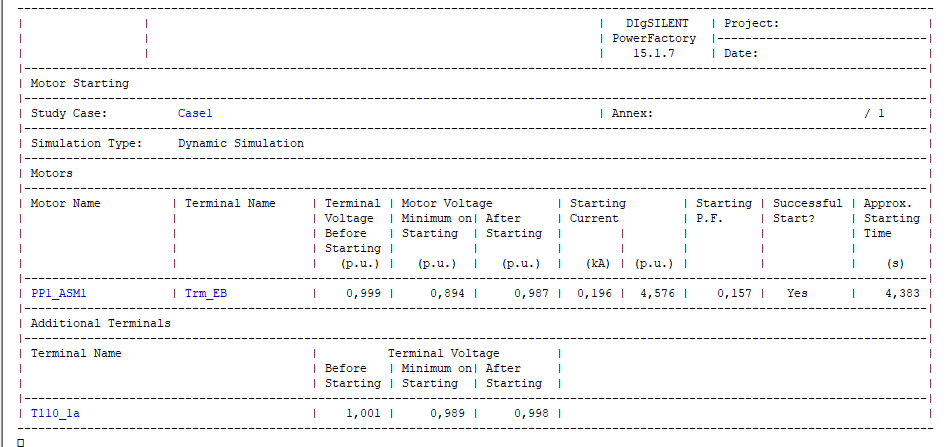 DIgSILENT | Project:
PowerFactory
15.1.7 | Date:
Motor Starting
Study Case: Case1 | Annex: / 1
Simulation Type: Dynamic Simulation
Motors
Motor Name | Terminal Name | Terminal | Motor Voltage | Starting | Starting | Successful | Approx.
Voltage | Minimum on| After | Current | P.F. | Start? | Starting
Before | Starting | Starting | Time
Starting
(p.u.) | (p.u.) | (p.u.) | (kA) | (p.u.) | (s)
PP1_ASM1 | Trm_EB | 0,999 | 0,894 | 0,987 | 0,196 | 4,576 | 0,157 | Yes | 4,383
Additional Terminals
Terminal Name | Terminal Voltage
Before | Minimum on| After
Starting | Starting | Starting
T110_1a | 1,001 | 0,989 | 0,998